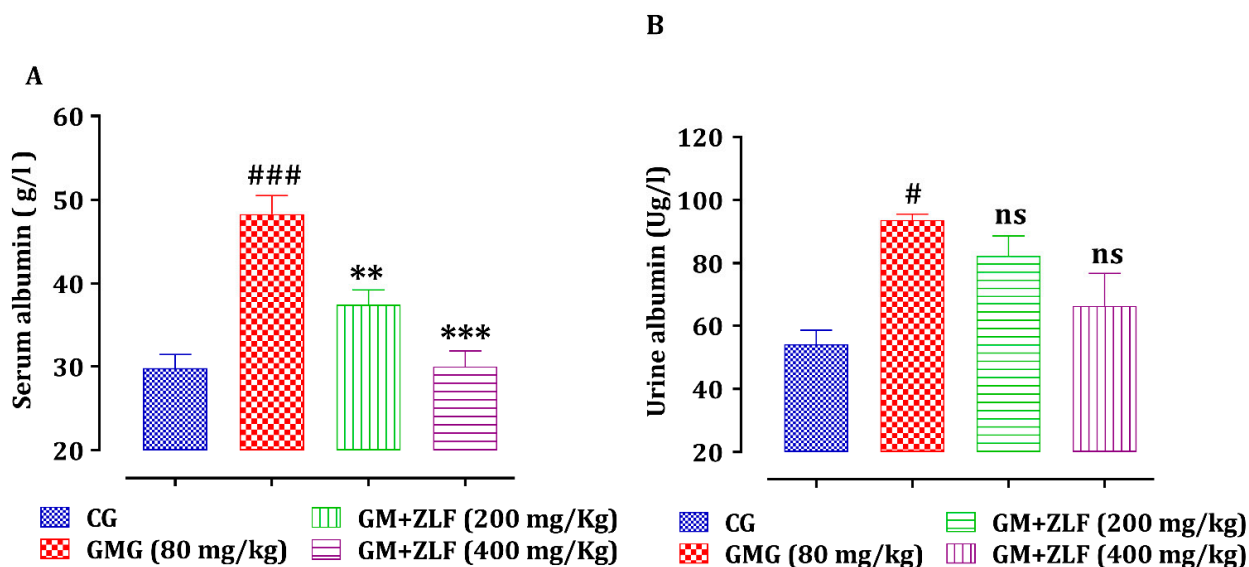 A
Serum albumin ( g/l )
60
50
40
30
20
###
**
***
CG
GMG (80 mg/kg)
GM+ZLF (200 mg/Kg)
GM+ZLF (400 mg/Kg)
B
Urine albumin (Ug/l)
120
100
80
60
40
20
#
ns
ns
CG
GMG (80 mg/kg)
GM+ZLF (200 mg/kg)
GM+ZLF (400 mg/kg)